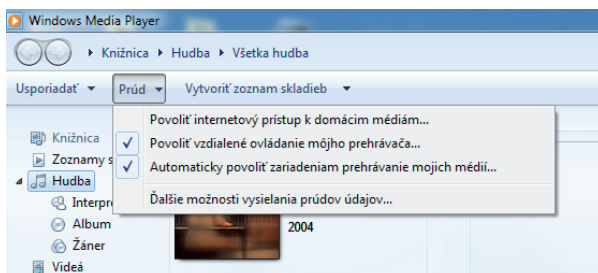 Windows Media Player
Knižnica Hudba Všetka hudba
Usporiadať Prúd Vytvoriť zoznam skladieb
Povoliť internetový prístup k domácim médiám...
Povoliť vzdialené ovládanie môjho prehrávača...
Automaticky povoliť zariadeniam prehrávanie mojich médií...
Ďalšie možnosti vysielania prúdov údajov...
Knižnica
Zoznamy s
Hudba
Interpr
Album
Žáner
Videá
2004